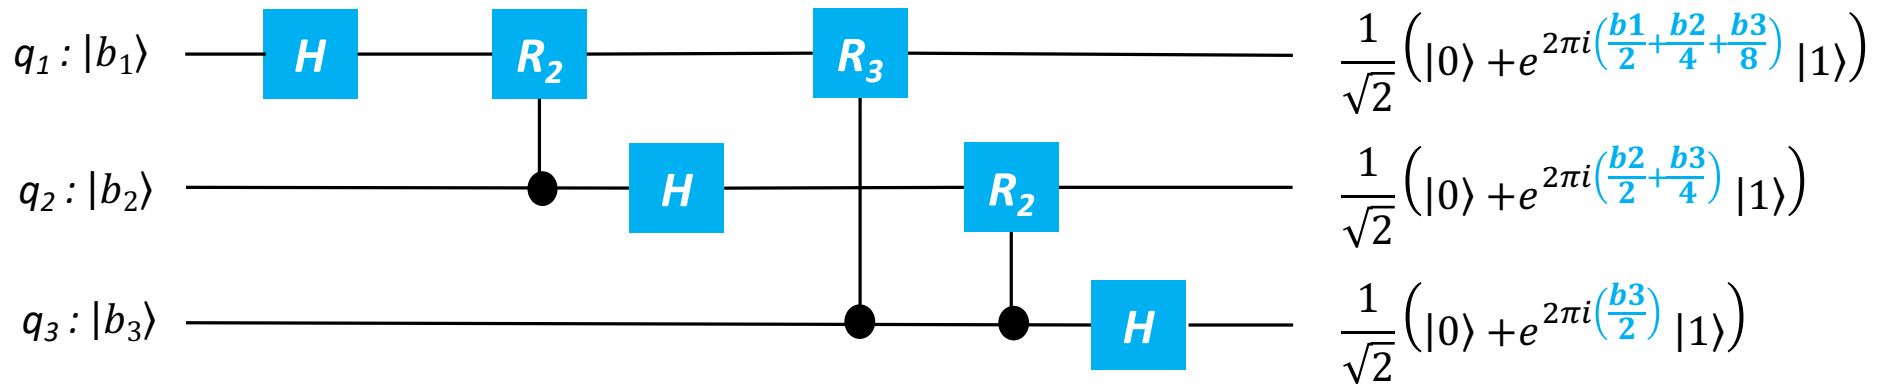 q₁ : |b₁⟩ H R₂ R₃ 1/√2 (|0⟩ + e^{2πi(b1/2 + b2/4 + b3/8)} |1⟩)
q₂ : |b₂⟩ H R₂ 1/√2 (|0⟩ + e^{2πi(b2/2 + b3/4)} |1⟩)
q₃ : |b₃⟩ H 1/√2 (|0⟩ + e^{2πi(b3/2)} |1⟩)